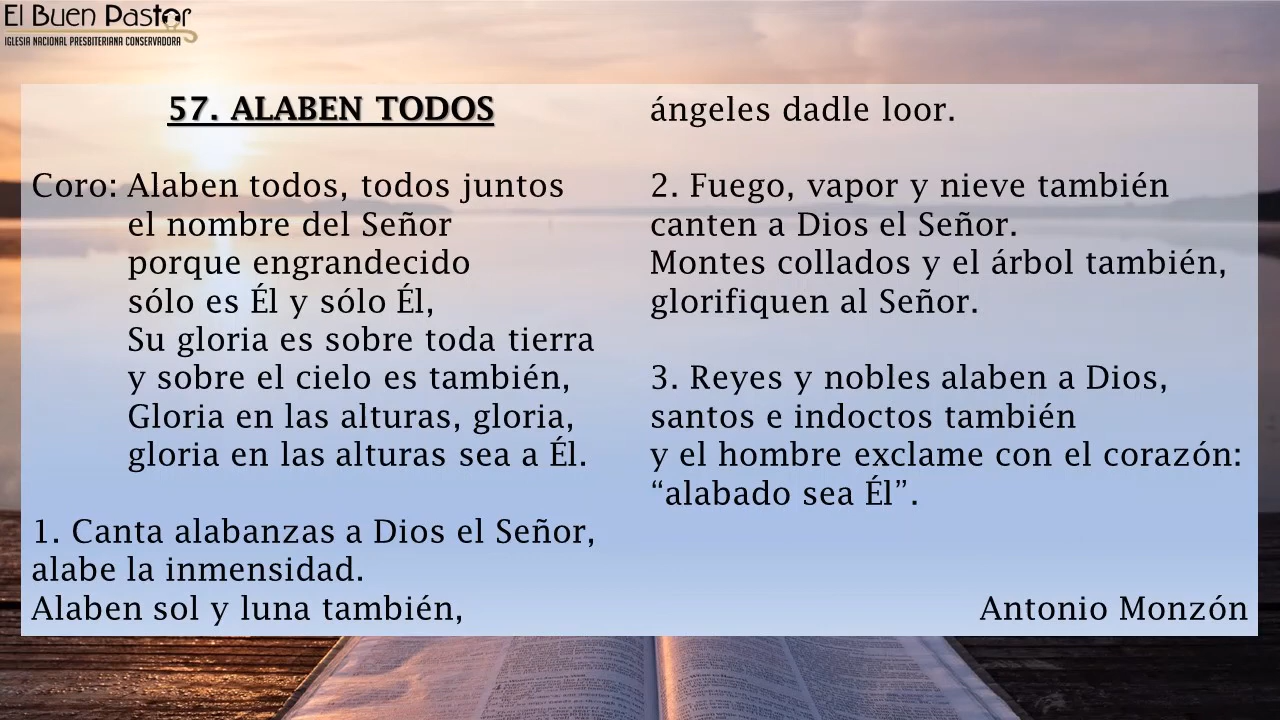 El Buen Pastor
IGLESIA NACIONAL PRESBITERIANA CONSERVADORA
57. ALABEN TODOS
Coro: Alaben todos, todos juntos
el nombre del Señor
porque engrandecido
sólo es Él y sólo Él,
Su gloria es sobre toda tierra
y sobre el cielo es también,
Gloria en las alturas, gloria,
gloria en las alturas sea a Él.
1. Canta alabanzas a Dios el Señor,
alabe la inmensidad.
Alaben sol y luna también,
ángeles dadle loor.
2. Fuego, vapor y nieve también
canten a Dios el Señor.
Montes collados y el árbol también,
glorifiquen al Señor.
3. Reyes y nobles alaben a Dios,
santos e indoctos también
y el hombre exclame con el corazón:
“alabado sea Él”.
Antonio Monzón